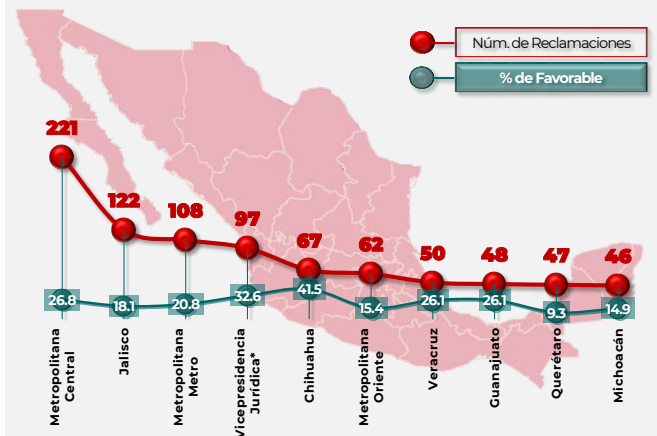 Núm. de Reclamaciones
% de Favorable
221
122
108
97
67
62
50
48
47
46
26.8
18.1
20.8
32.6
41.5
15.4
26.1
26.1
9.3
14.9
Metropolitana
Central
Jalisco
Metropolitana
Metro
Vicepresidencia
Jurídica*
Chihuahua
Metropolitana
Oriente
Veracruz
Guanajuato
Querétaro
Michoacán